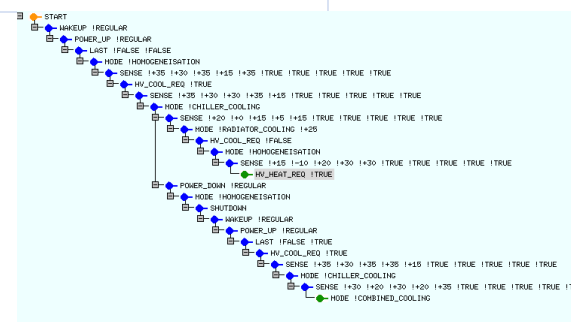 START
WAKEUP !REGULAR
POWER_UP !REGULAR
LAST !FALSE !FALSE
MODE !HOMOGENEISATION
SENSE !+35 !+30 !+35 !+15 !+35 !TRUE !TRUE !TRUE !TRUE !TRUE
HV_COOL_REQ !TRUE
SENSE !+35 !+30 !+30 !+35 !+15 !TRUE !TRUE !TRUE !TRUE !TRUE
MODE !CHILLER_COOLING
SENSE !+20 !+0 !+15 !+5 !+15 !TRUE !TRUE !TRUE !TRUE !TRUE
MODE !RADIATOR_COOLING !+25
HV_COOL_REQ !FALSE
MODE !HOMOGENEISATION
SENSE !+15 !-10 !+20 !+30 !+30 !TRUE !TRUE !TRUE !TRUE !TRUE
HV_HEAT_REQ !TRUE
POWER_DOWN !REGULAR
MODE !HOMOGENEISATION
SHUTDOWN
WAKEUP !REGULAR
POWER_UP !REGULAR
LAST !FALSE !TRUE
HV_COOL_REQ !TRUE
SENSE !+35 !+30 !+35 !+35 !+15 !TRUE !TRUE !TRUE !TRUE !TRUE
MODE !CHILLER_COOLING
SENSE !+30 !+20 !+30 !+20 !+35 !TRUE !TRUE !TRUE !TRUE !T
MODE !COMBINED_COOLING